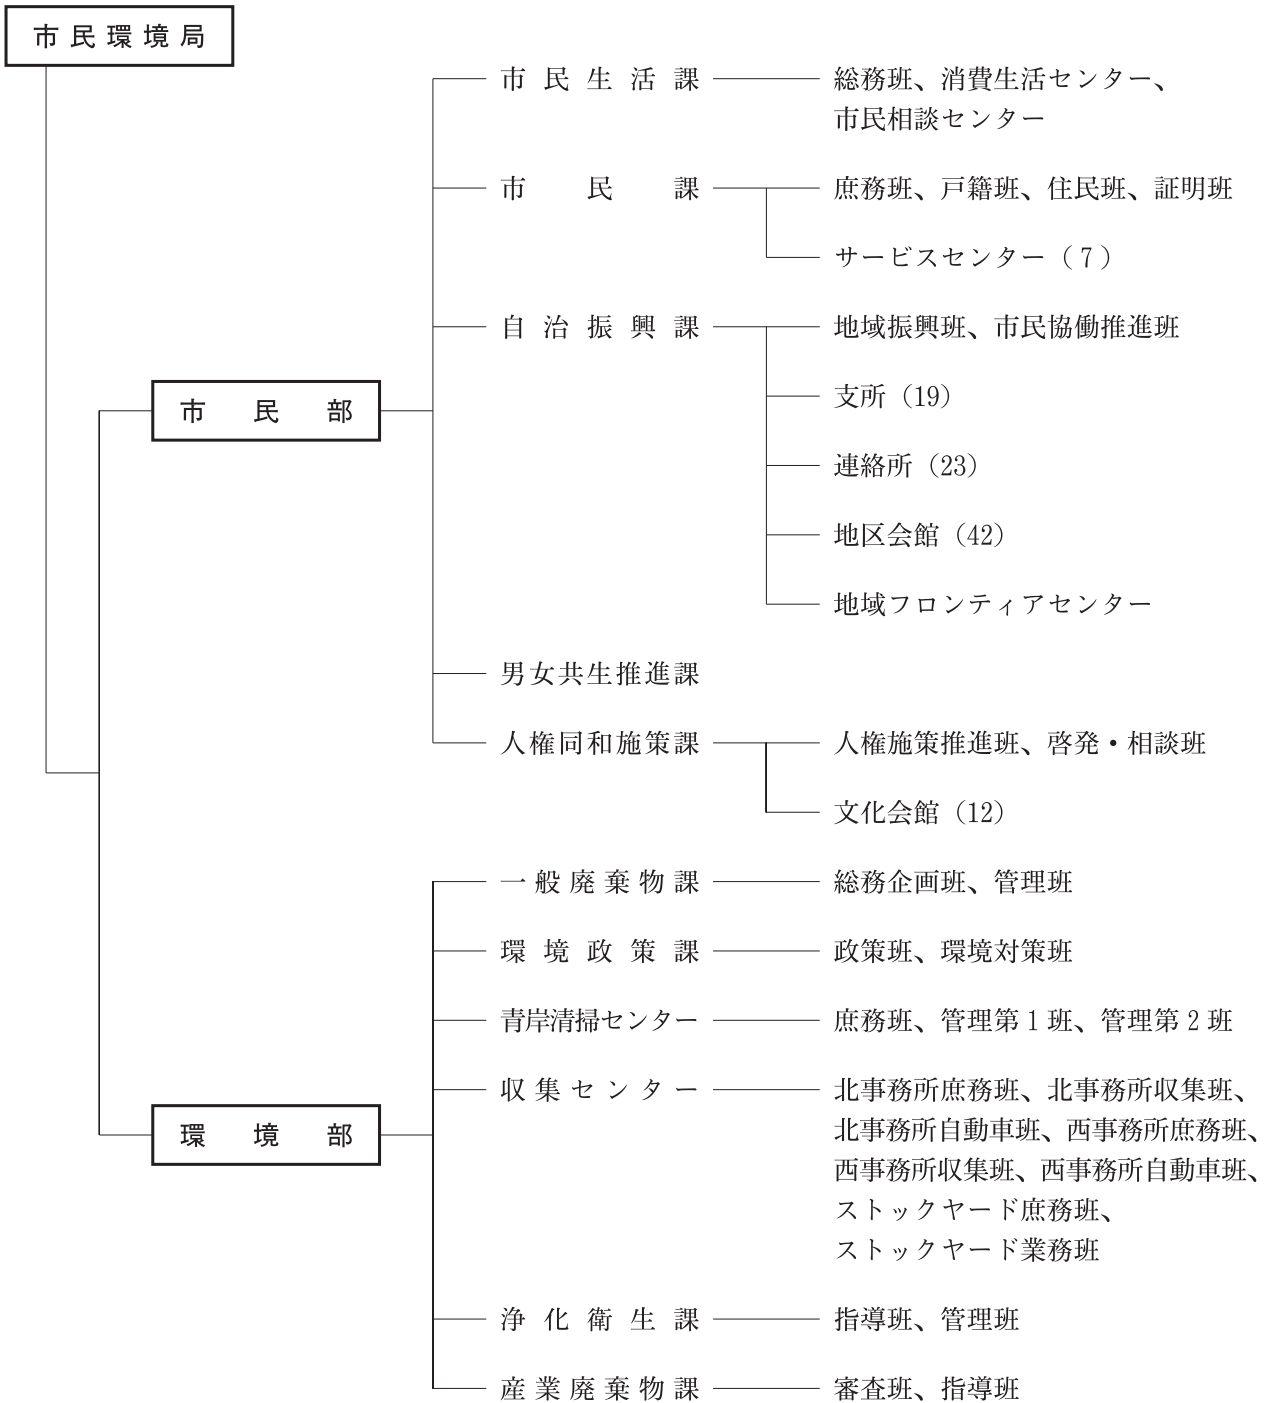 市民環境局
市民部
市民生活課 総務班、消費生活センター、
市民相談センター
市民課 庶務班、戸籍班、住民班、証明班
サービスセンター（7）
自治振興課 地域振興班、市民協働推進班
支所（19）
連絡所（23）
地区会館（42）
地域フロンティアセンター
男女共生推進課
人権同和施策課 人権施策推進班、啓発・相談班
文化会館（12）
環境部
一般廃棄物課 総務企画班、管理班
環境政策課 政策班、環境対策班
青岸清掃センター 庶務班、管理第1班、管理第2班
収集センター 北事務所庶務班、北事務所収集班、
北事務所自動車班、西事務所庶務班、
西事務所収集班、西事務所自動車班、
ストックヤード庶務班、
ストックヤード業務班
浄化衛生課 指導班、管理班
産業廃棄物課 審査班、指導班